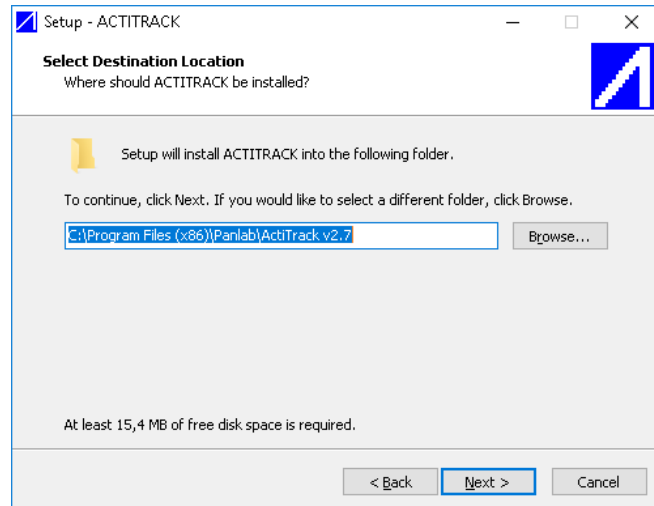 Setup - ACTITRACK
Select Destination Location
Where should ACTITRACK be installed?
Setup will install ACTITRACK into the following folder.
To continue, click Next. If you would like to select a different folder, click Browse.
C:\Program Files (x86)\Panlab\ActiTrack v2.7
Browse...
At least 15,4 MB of free disk space is required.
< Back
Next >
Cancel